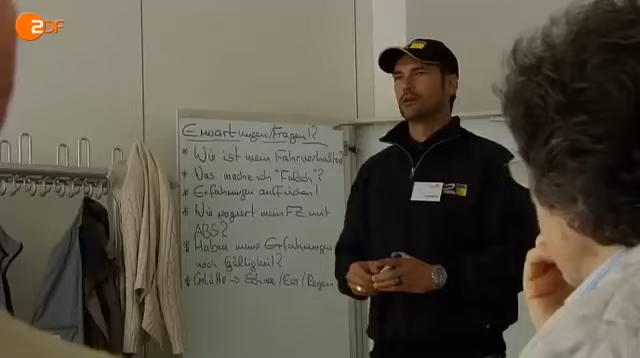 ZDF
Erwartungen/Fragen!?
* Wie ist mein Fahrverhalten
* Was mache ich "Falsch"?
* Erfahrungen auffrischen!
* Wie reagiert mein FZ mit
ABS?
* Haben meine Erfahrungen
noch Gültigkeit?
* Glätte → Schnee/Eis/Regen